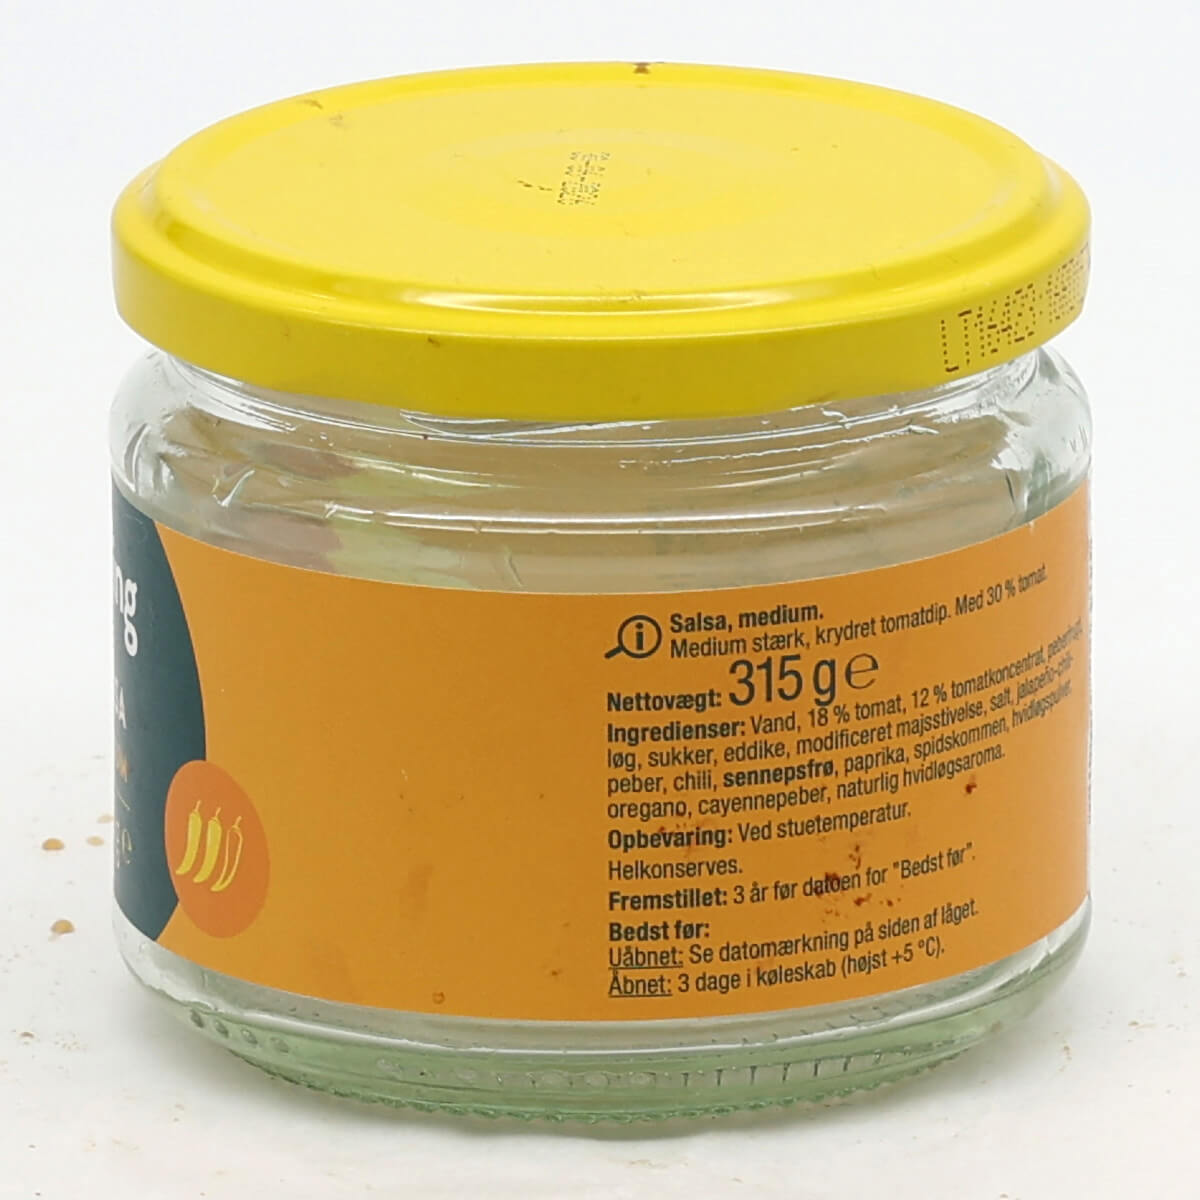 Salsa, medium.
Medium stærk, krydret tomatdip. Med 30 % tomat.
Nettovægt: 315 g e
Ingredienser: Vand, 18 % tomat, 12 % tomatkoncentrat, peberfrugt,
løg, sukker, eddike, modificeret majsstivelse, salt, jalapeño-chili-
peber, chili, sennepsfrø, paprika, spidskommen, hvidløgspulver,
oregano, cayennepeber, naturlig hvidløgsaroma.
Opbevaring: Ved stuetemperatur.
Helkonserves.
Fremstillet: 3 år før datoen for "Bedst før".
Bedst før:
Uåbnet: Se datomærkning på siden af låget.
Åbnet: 3 dage i køleskab (højst +5 °C).